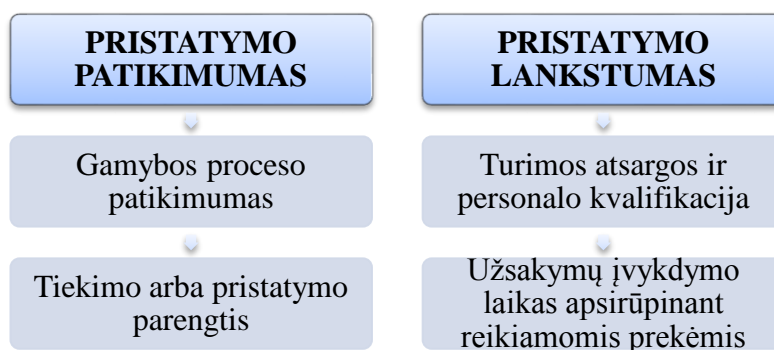 PRISTATYMO
PATIKIMUMAS
Gamybos proceso
patikimumas
Tiekimo arba pristatymo
parengtis
PRISTATYMO
LANKSTUMAS
Turimos atsargos ir
personalo kvalifikacija
Užsakymų įvykdymo
laikas apsirūpinant
reikiamomis prekėmis